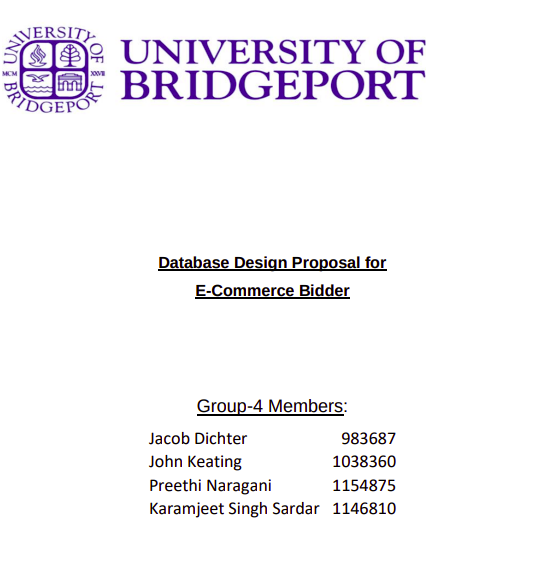 UNIVERSITY OF
BRIDGEPORT
MCM
XXVII
UNIVERSITY OF
BRIDGEPORT
Database Design Proposal for
E-Commerce Bidder
Group-4 Members:
Jacob Dichter 983687
John Keating 1038360
Preethi Naragani 1154875
Karamjeet Singh Sardar 1146810